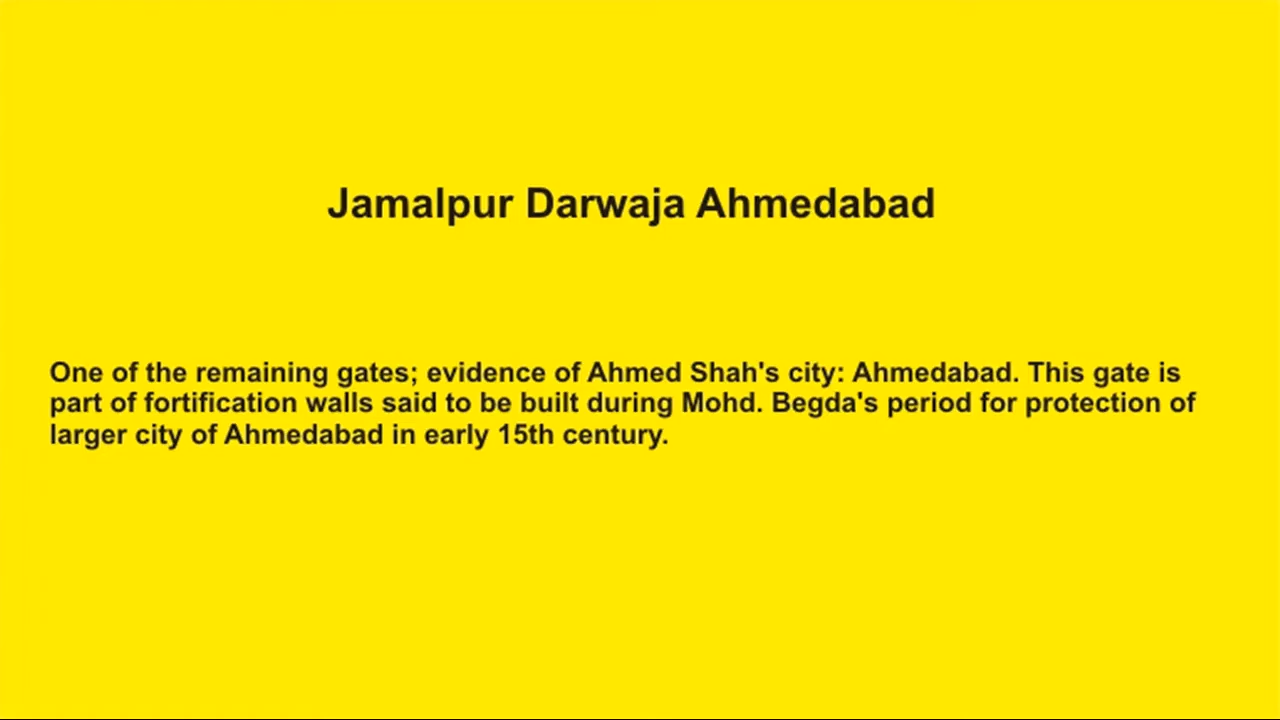 Jamalpur Darwaja Ahmedabad
One of the remaining gates; evidence of Ahmed Shah's city: Ahmedabad. This gate is
part of fortification walls said to be built during Mohd. Begda's period for protection of
larger city of Ahmedabad in early 15th century.